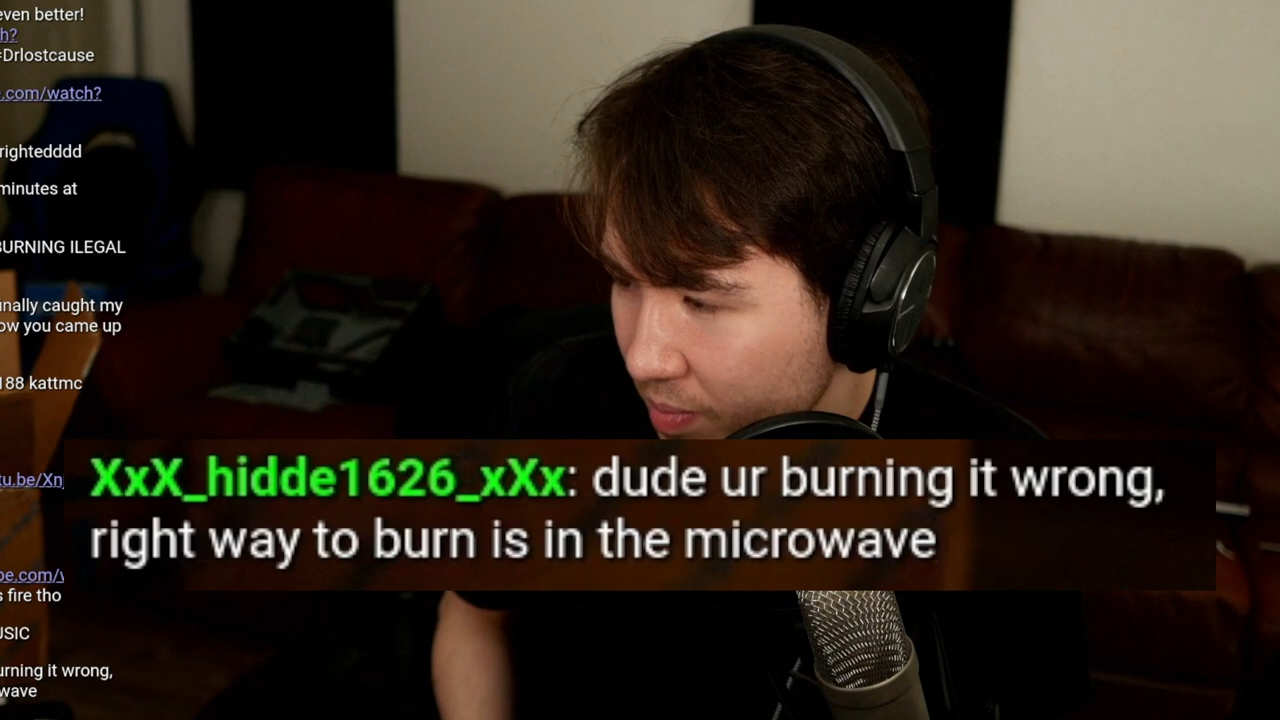 even better!
h?
=Drlostcause
e.com/watch?
rightedddd
minutes at
BURNING ILEGAL
inally caught my
ow you came up
188 kattmc
tu.be/Xn
XxX_hidde1626_xXx: dude ur burning it wrong,
right way to burn is in the microwave
be.com/
s fire tho
USIC
urning it wrong,
wave